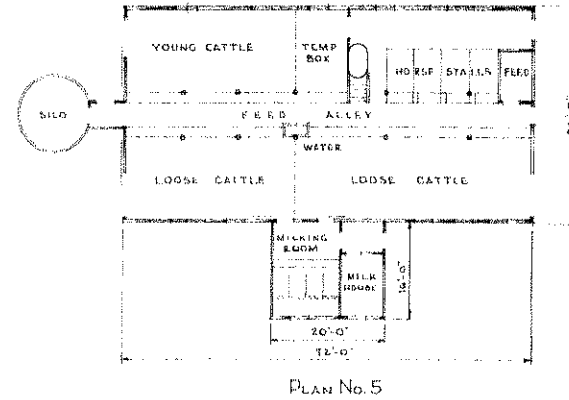 YOUNG CATTLE
TEMP BOX
HORSE STALLS
FEED
SILO
FEED ALLEY
WATER
LOOSE CATTLE
LOOSE CATTLE
MILKING ROOM
MILK HOUSE
16'-0"
20'-0"
72'-0"
PLAN No. 5